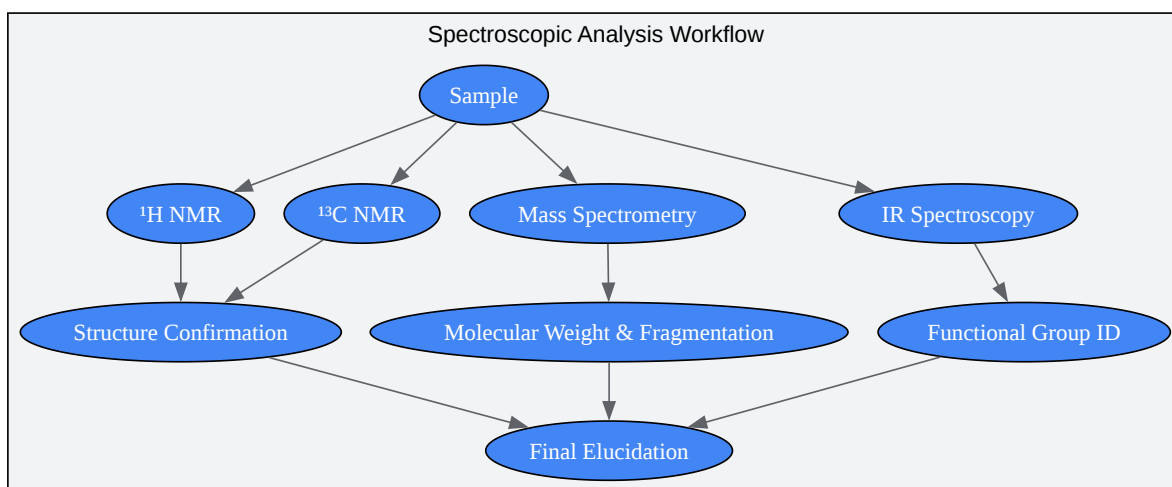 Spectroscopic Analysis Workflow
Sample
¹H NMR
¹³C NMR
Mass Spectrometry
IR Spectroscopy
Structure Confirmation
Molecular Weight & Fragmentation
Functional Group ID
Final Elucidation